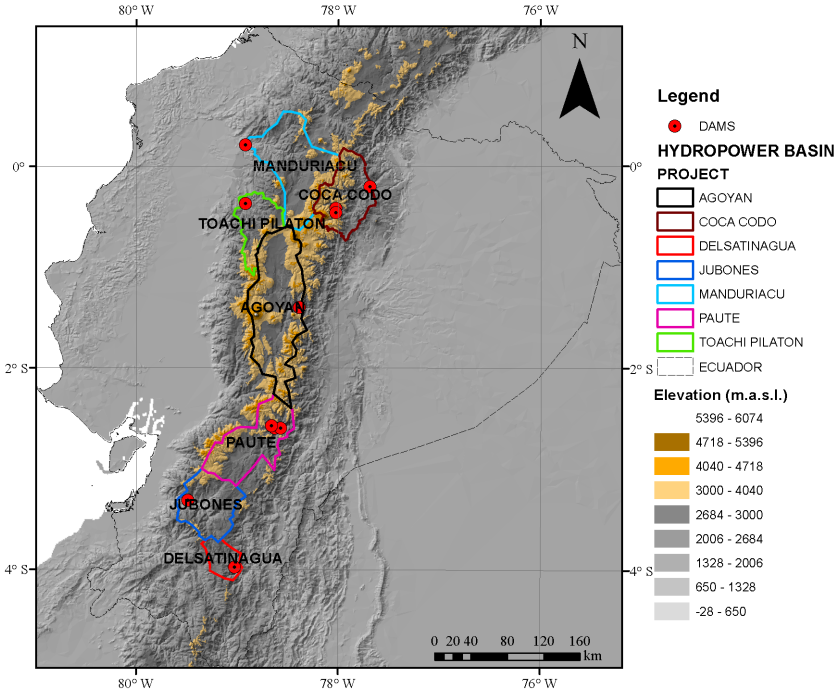 80° W 78° W 76° W
N
Legend
DAMS
HYDROPOWER BASIN
PROJECT
AGOYAN
COCA CODO
DELSATINAGUA
JUBONES
MANDURIACU
PAUTE
TOACHI PILATON
ECUADOR
Elevation (m.a.s.l.)
5396 - 6074
4718 - 5396
4040 - 4718
3000 - 4040
2684 - 3000
2006 - 2684
1328 - 2006
650 - 1328
-28 - 650
0° 0°
MANDURIACU
COCA CODO
TOACHI PILATON
AGOYAN
2° S 2° S
PAUTE
JUBONES
DELSATINAGUA
4° S 4° S
0 20 40 80 120 160
km
80° W 78° W 76° W